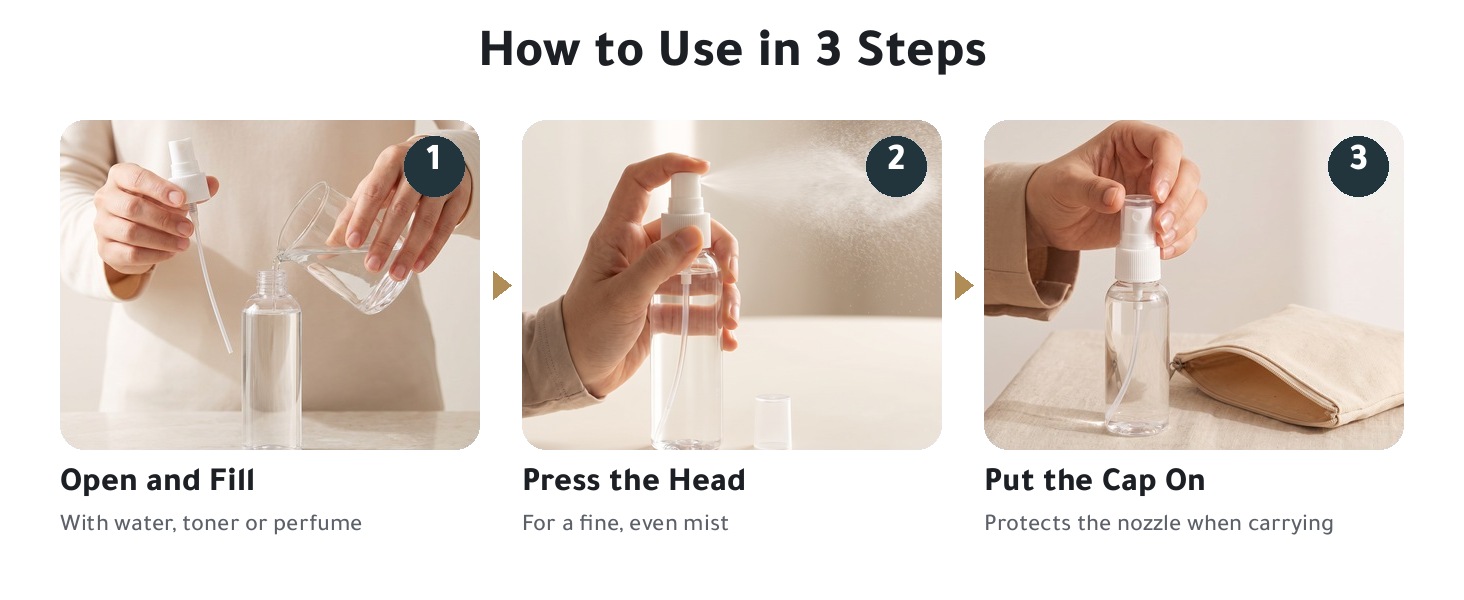 How to Use in 3 Steps
1
2
3
Open and Fill
With water, toner or perfume
Press the Head
For a fine, even mist
Put the Cap On
Protects the nozzle when carrying